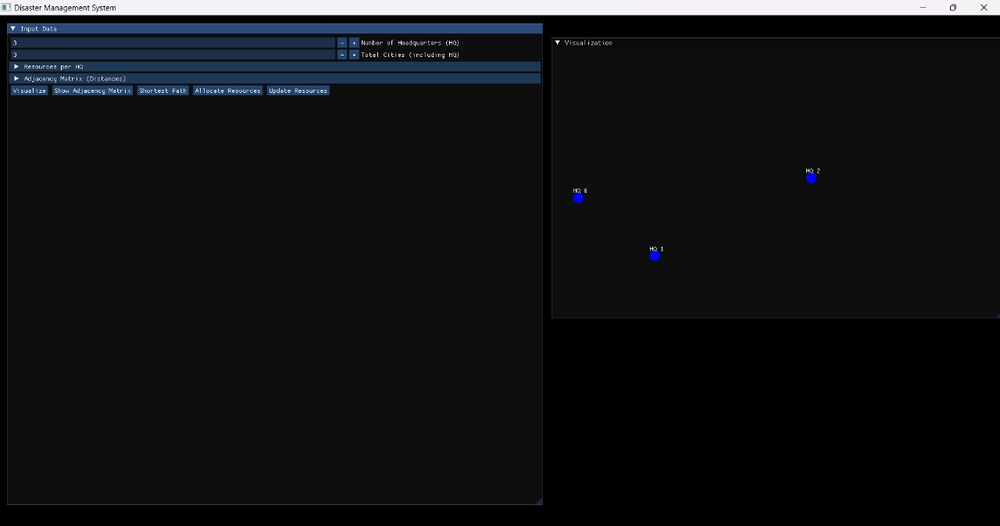 Disaster Management System
Input Data
3 - + Number of Headquarters (HQ)
3 - + Total Cities (including HQ)
Resources per HQ
Adjacency Matrix (Distances)
Visualize Show Adjacency Matrix Shortest Path Allocate Resources Update Resources
Visualization
HQ 2
HQ 0
HQ 1